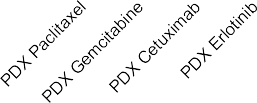 PDX Paclitaxel
PDX Gemcitabine
PDX Cetuximab
PDX Erlotinib